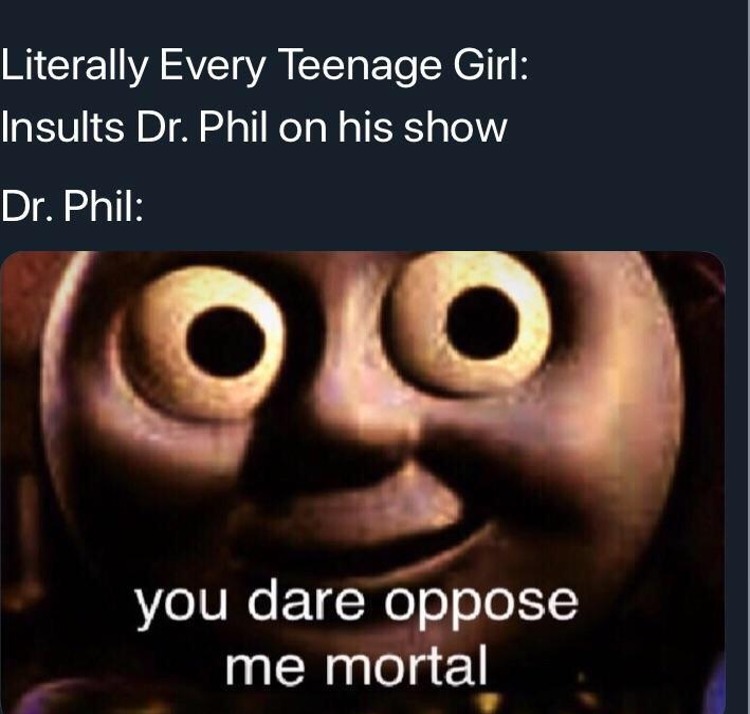 Literally Every Teenage Girl:
Insults Dr. Phil on his show
Dr. Phil:
you dare oppose
me mortal